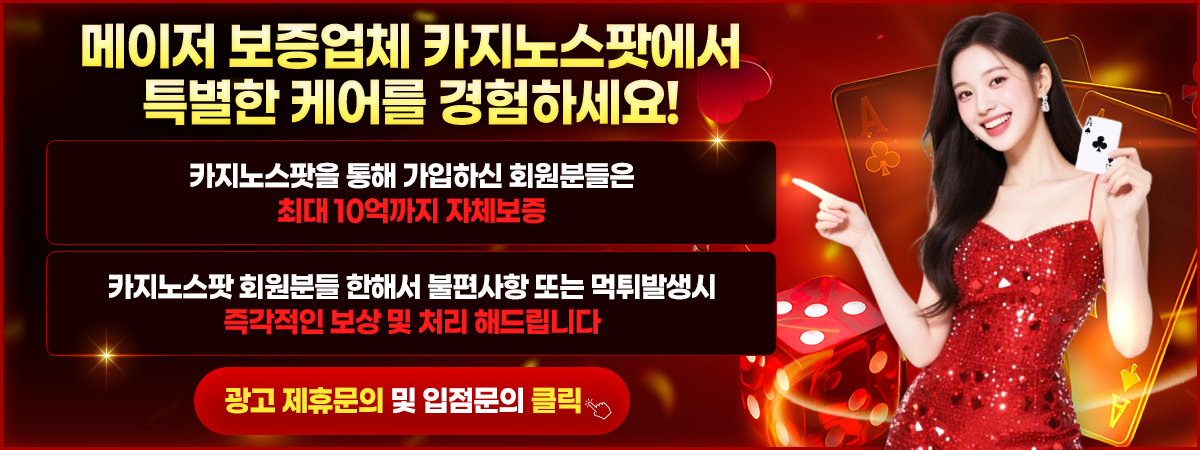 메이저 보증업체 카지노스팟에서
특별한 케어를 경험하세요!
카지노스팟을 통해 가입하신 회원분들은
최대 10억까지 자체보증
카지노스팟 회원분들 한해서 불편사항 또는 먹튀발생시
즉각적인 보상 및 처리 해드립니다
광고 제휴문의 및 입점문의 클릭
A
A
A